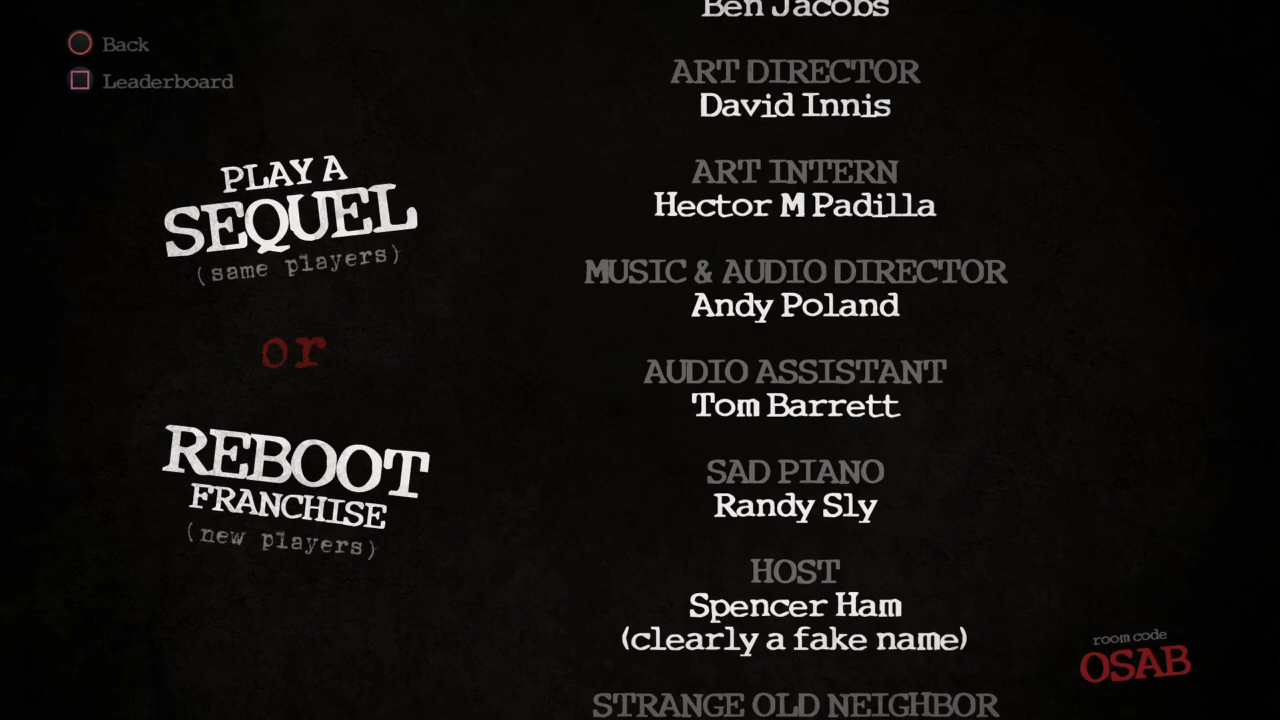 Back
Leaderboard
PLAY A
SEQUEL
(same players)
or
REBOOT
FRANCHISE
(new players)
Ben Jacobs
ART DIRECTOR
David Innis
ART INTERN
Hector M Padilla
MUSIC & AUDIO DIRECTOR
Andy Poland
AUDIO ASSISTANT
Tom Barrett
SAD PIANO
Randy Sly
HOST
Spencer Ham
(clearly a fake name)
STRANGE OLD NEIGHBOR
room code
OSAB